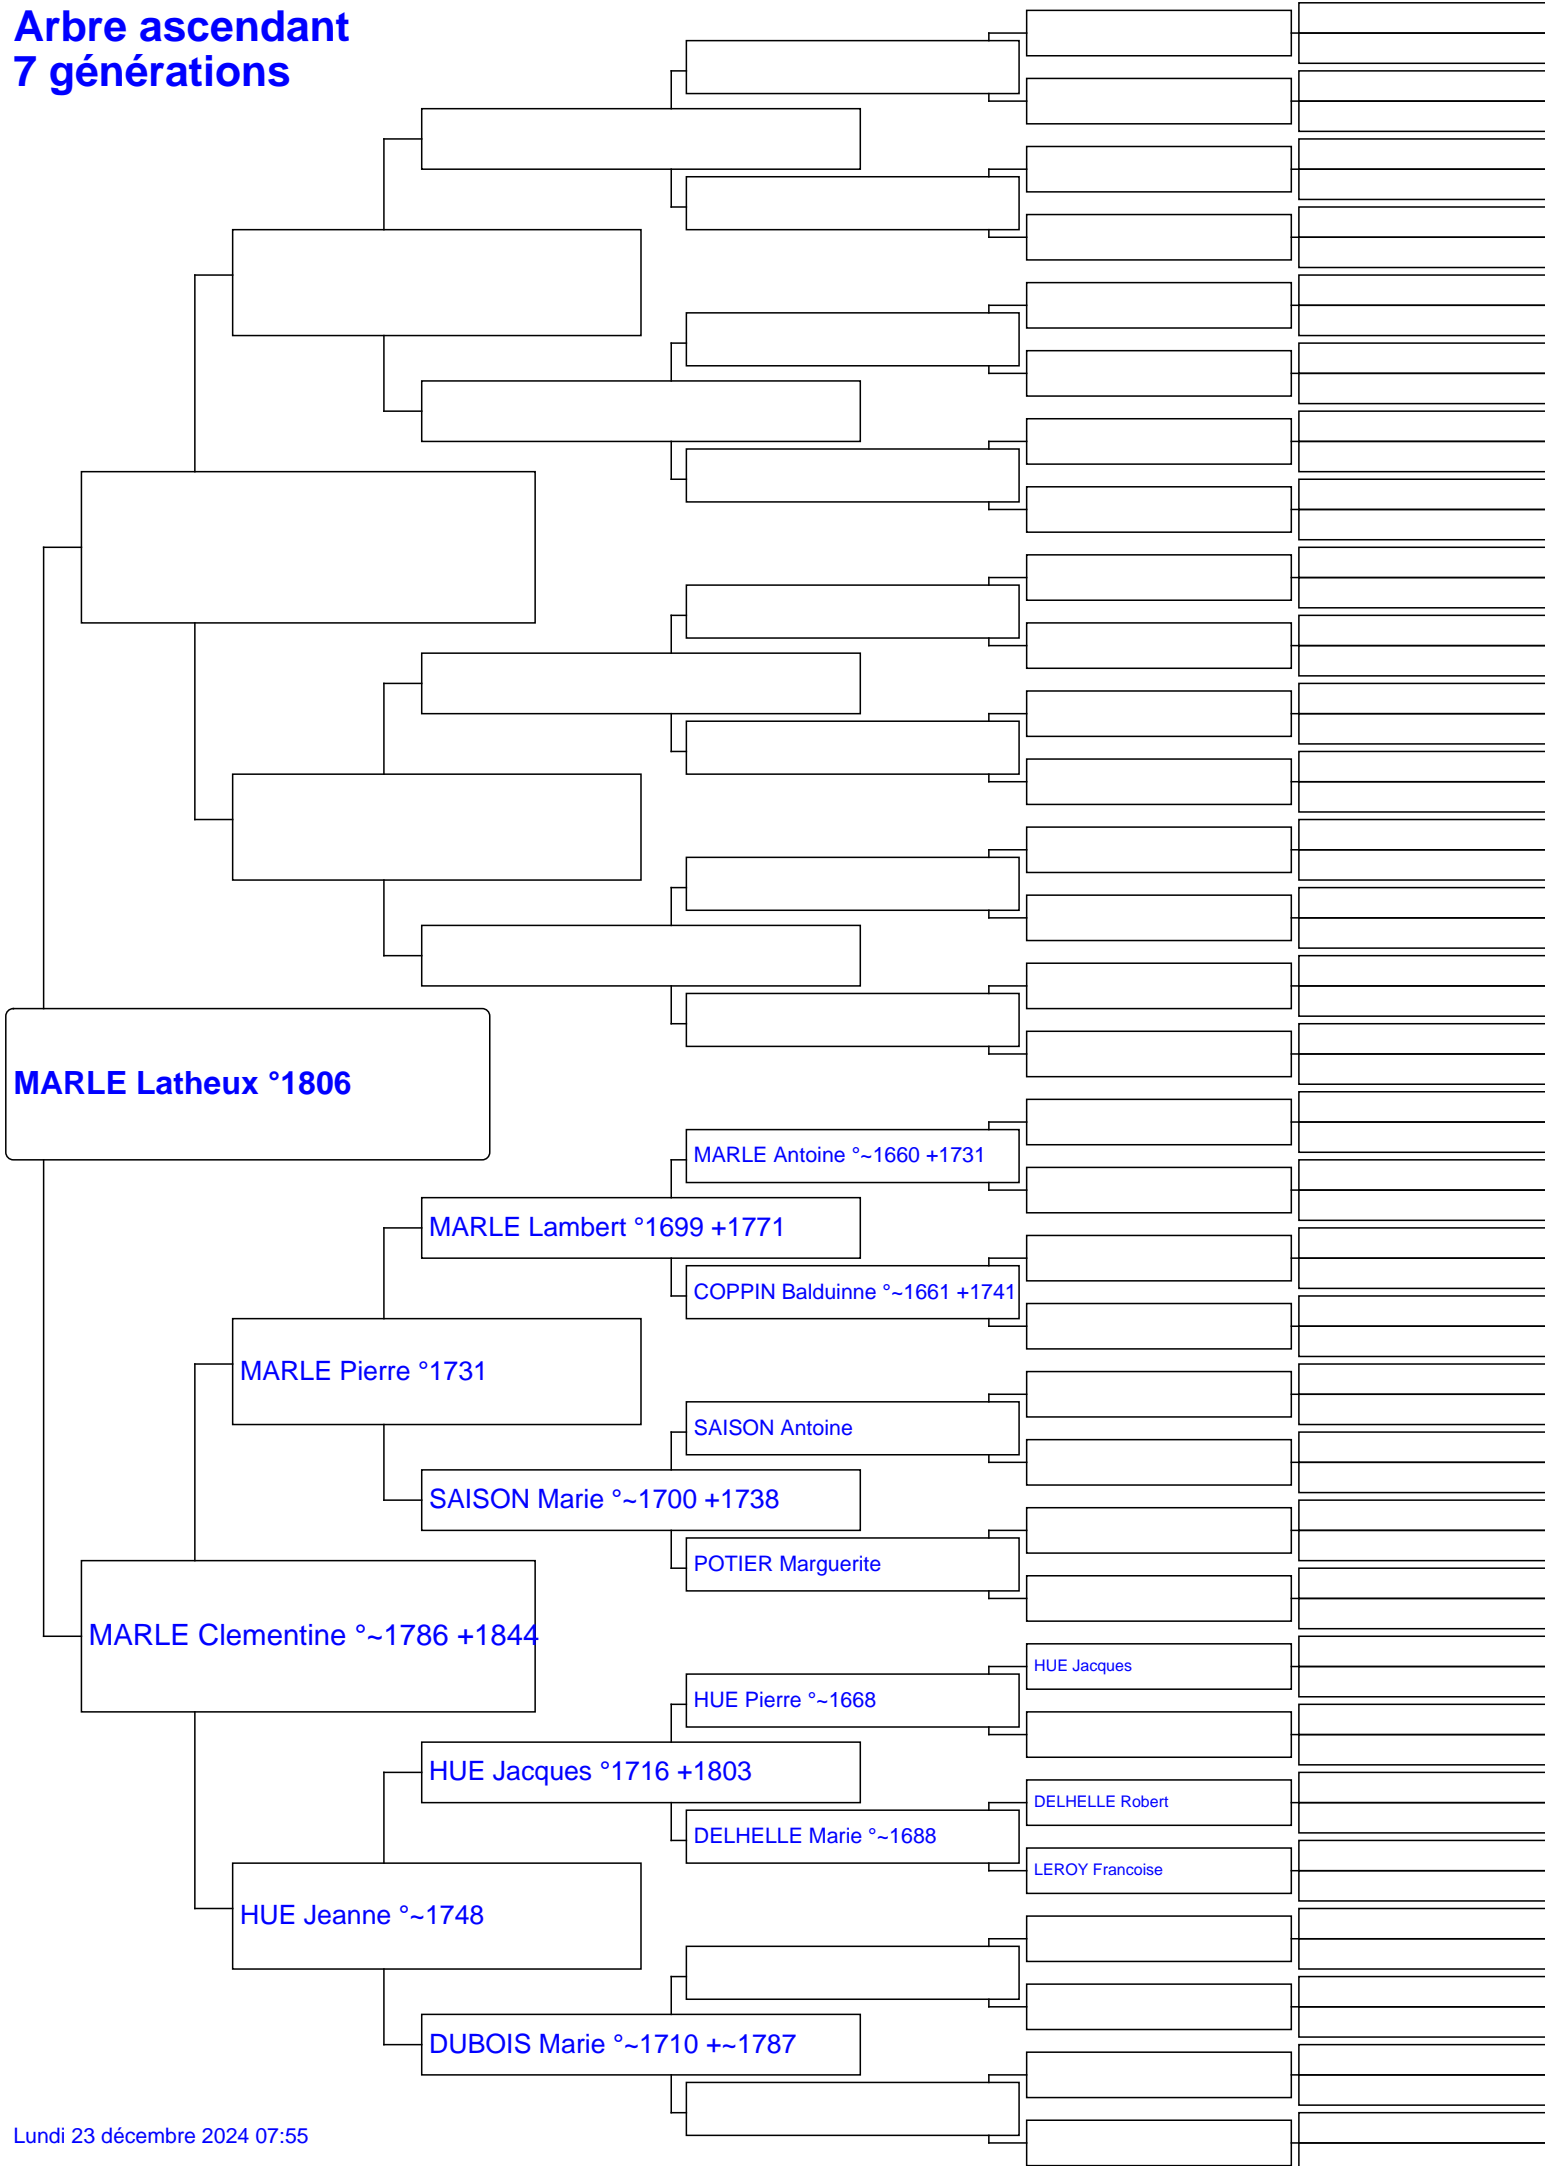 Arbre ascendant
7 générations
MARLE Latheux °1806
MARLE Antoine °~1660 +1731
MARLE Lambert °1699 +1771
COPPIN Balduinne °~1661 +1741
MARLE Pierre °1731
SAISON Antoine
SAISON Marie °~1700 +1738
POTIER Marguerite
MARLE Clementine °~1786 +1844
HUE Jacques
HUE Pierre °~1668
HUE Jacques °1716 +1803
DELHELLE Robert
DELHELLE Marie °~1688
LEROY Francoise
HUE Jeanne °~1748
DUBOIS Marie °~1710 +~1787
Lundi 23 décembre 2024 07:55